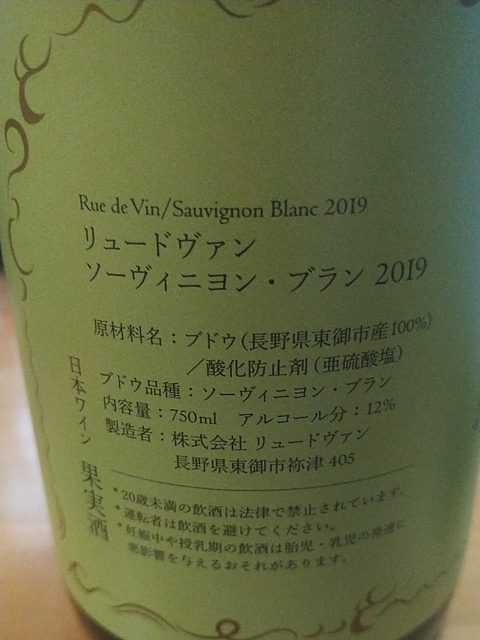 Rue de Vin/Sauvignon Blanc 2019
リュードヴァン
ソーヴィニヨン・ブラン 2019
原材料名：ブドウ(長野県東御市産100%)
／酸化防止剤(亜硫酸塩)
ブドウ品種：ソーヴィニヨン・ブラン
内容量：750ml アルコール分：12%
製造者：株式会社 リュードヴァン
長野県東御市祢津 405
日本ワイン 果実酒
・20歳未満の飲酒は法律で禁止されています。
・運転者は飲酒を避けてください。
・妊娠中や授乳期の飲酒は胎児・乳児の発達に
悪影響を与えるおそれがあります。